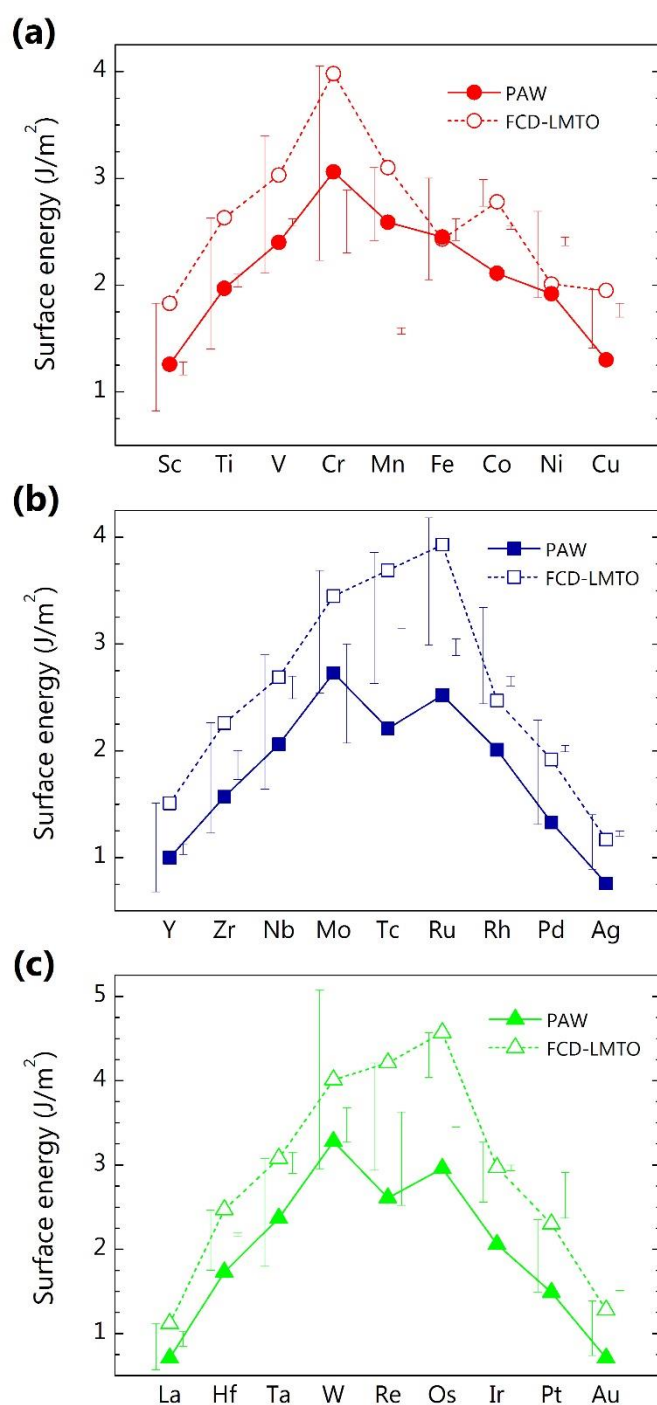 (a)
Surface energy (J/m²)
4
3
2
1
PAW
FCD-LMTO
Sc Ti V Cr Mn Fe Co Ni Cu
(b)
Surface energy (J/m²)
4
3
2
1
PAW
FCD-LMTO
Y Zr Nb Mo Tc Ru Rh Pd Ag
(c)
Surface energy (J/m²)
5
4
3
2
1
PAW
FCD-LMTO
La Hf Ta W Re Os Ir Pt Au